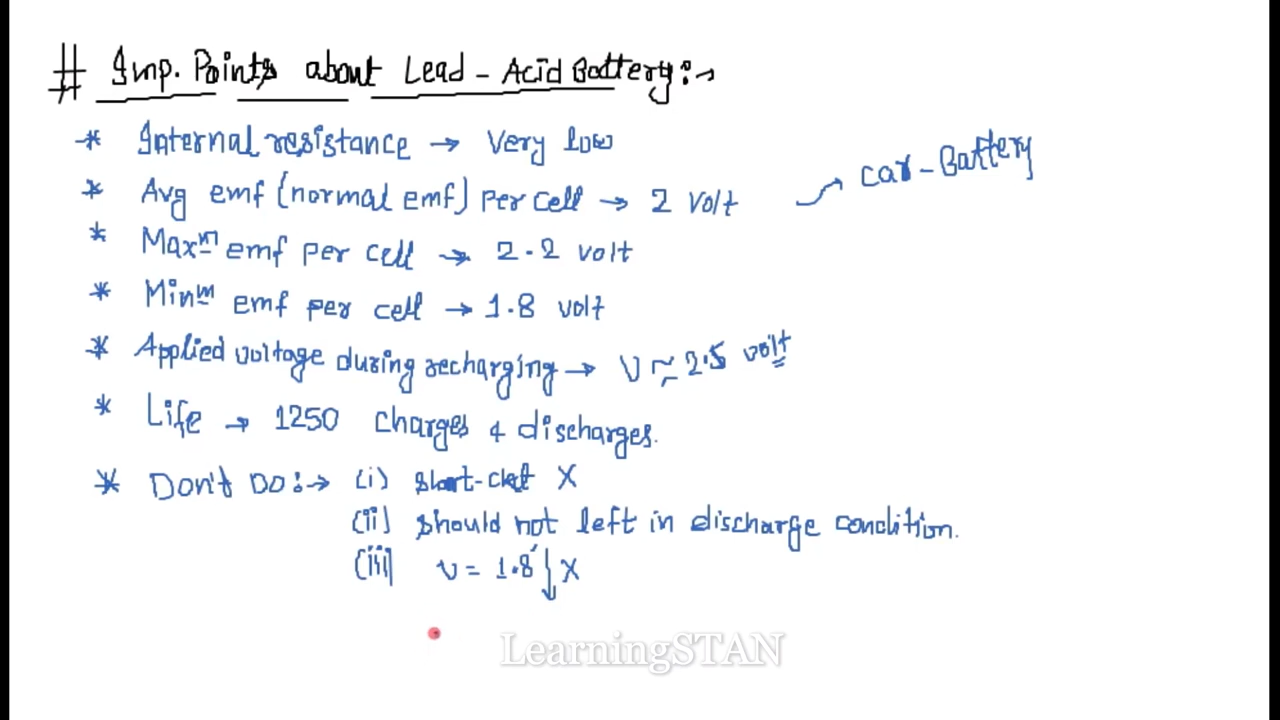 # Imp. Points about Lead - Acid Battery:→
* Internal resistance → Very low
* Avg emf (normal emf) per cell → 2 volt
car - Battery
* Maxᵐ emf per cell → 2.2 volt
* Minᵐ emf per cell → 1.8 volt
* Applied voltage during recharging → V ≈ 2.5 volt
* Life → 1250 charges & discharges.
* Don't Do:→ (i) short-ckt X
(ii) should not left in discharge condition.
(iii) V = 1.8 ↓ X
LearningSTAN